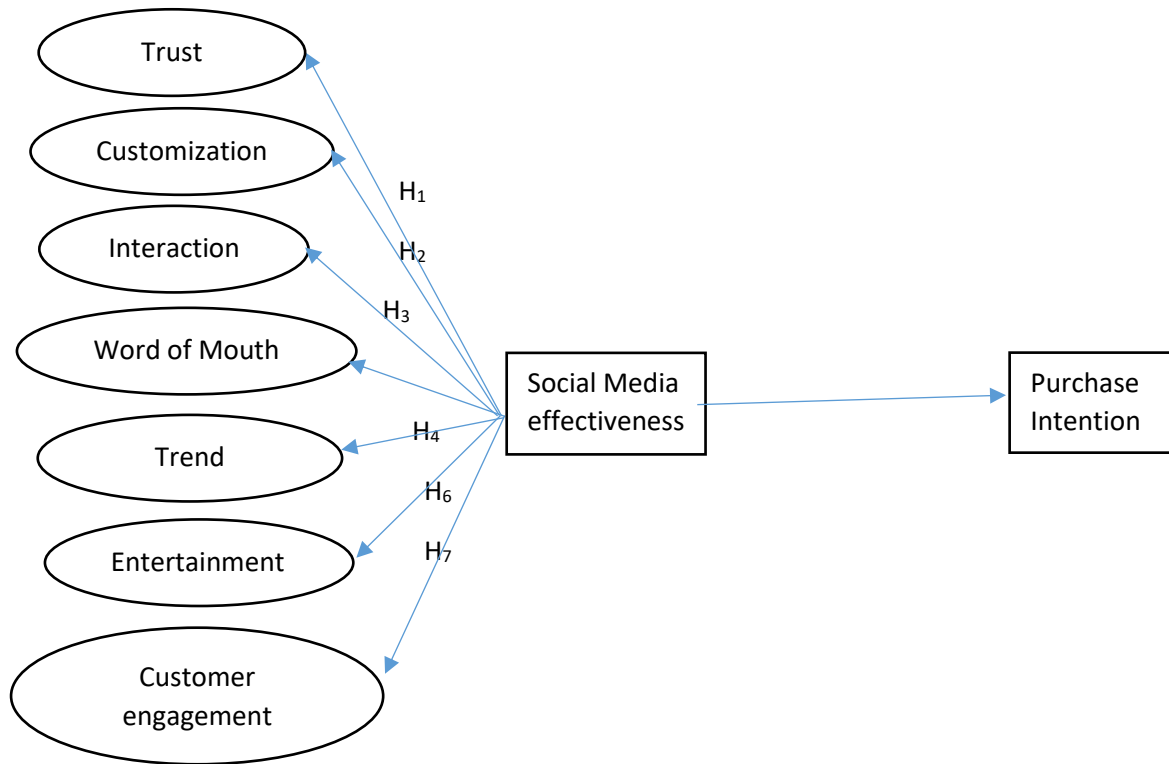 Trust
Customization
H₁
Interaction
H₂
H₃
Word of Mouth
Social Media
effectiveness
Purchase
Intention
H₄
Trend
H₆
Entertainment
H₇
Customer
engagement